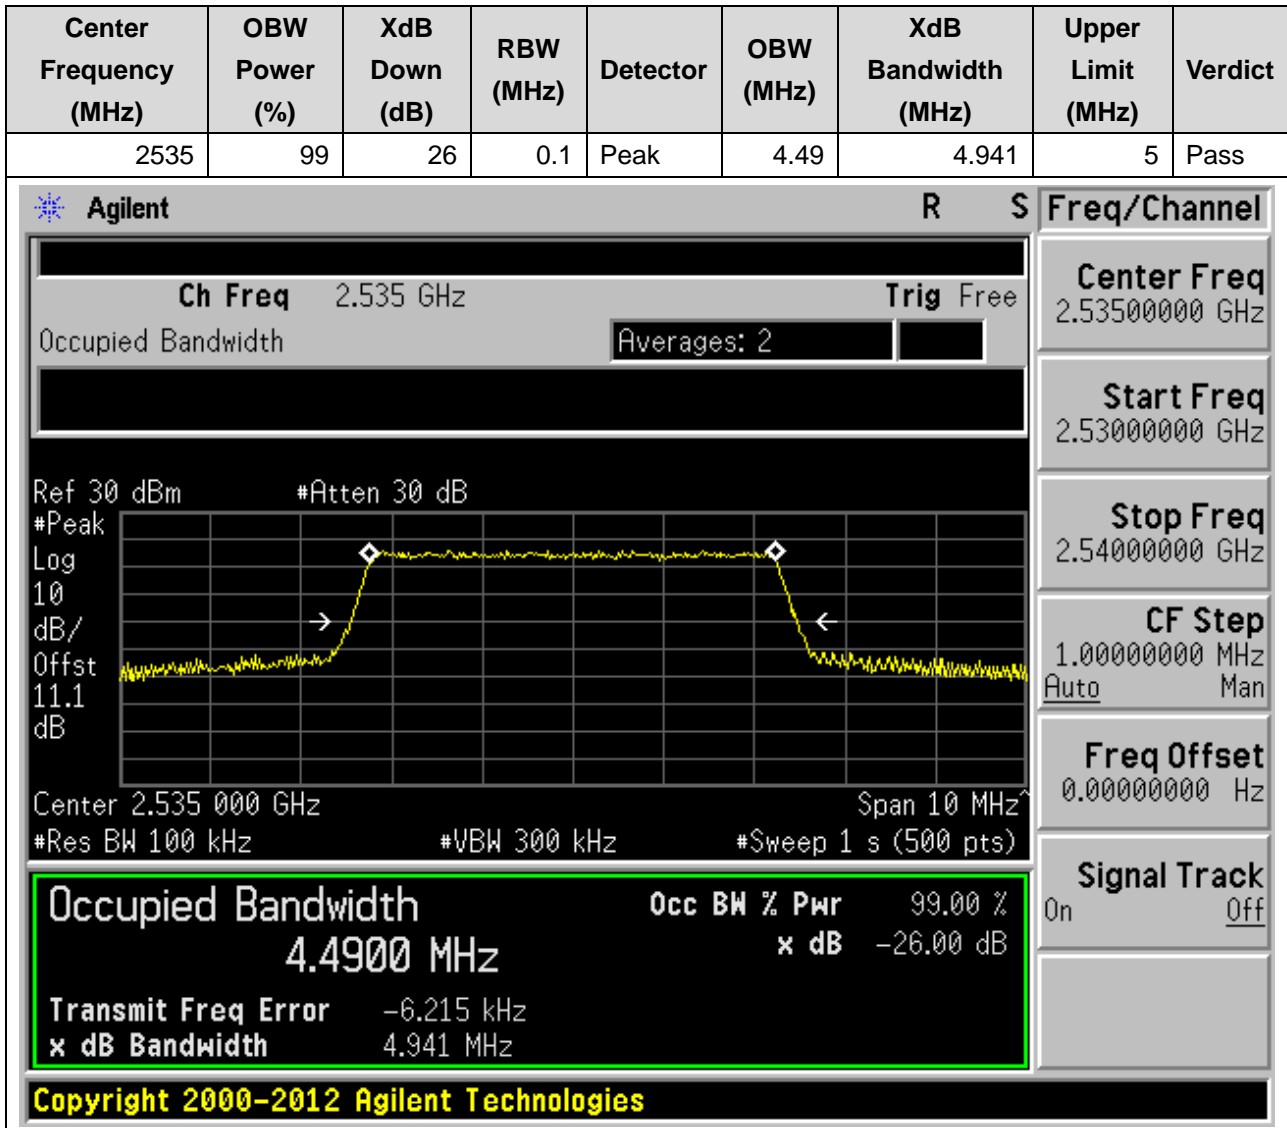 Center Frequency (MHz) OBW Power (%) XdB Down (dB) RBW (MHz) Detector OBW (MHz) XdB Bandwidth (MHz) Upper Limit (MHz) Verdict
2535 99 26 0.1 Peak 4.49 4.941 5 Pass
Agilent R S Freq/Channel
Ch Freq 2.535 GHz Trig Free
Occupied Bandwidth Averages: 2
Center Freq
2.53500000 GHz
Start Freq
2.53000000 GHz
Stop Freq
2.54000000 GHz
CF Step
1.00000000 MHz
Auto Man
Freq Offset
0.00000000 Hz
Signal Track
On Off
Ref 30 dBm #Atten 30 dB
#Peak
Log
10
dB/
Offst
11.1
dB
Center 2.535 000 GHz Span 10 MHz^
#Res BW 100 kHz #VBW 300 kHz #Sweep 1 s (500 pts)
Occupied Bandwidth Occ BW % Pwr 99.00 %
4.4900 MHz x dB -26.00 dB
Transmit Freq Error -6.215 kHz
x dB Bandwidth 4.941 MHz
Copyright 2000-2012 Agilent Technologies